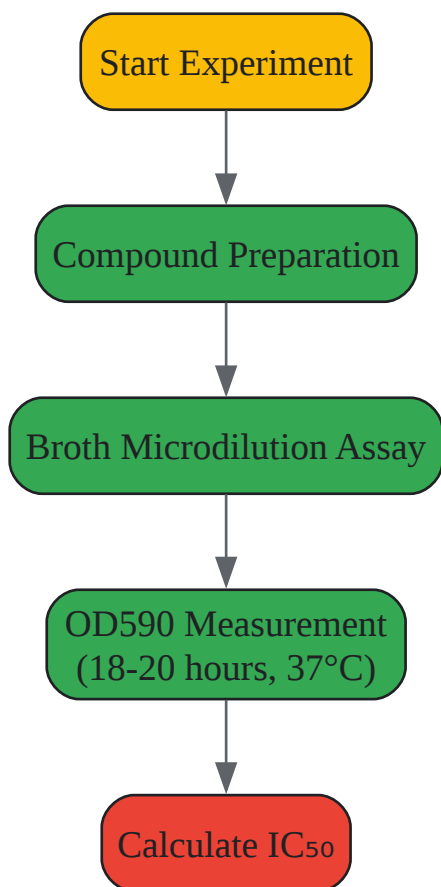 Start Experiment
Compound Preparation
Broth Microdilution Assay
OD590 Measurement
(18-20 hours, 37°C)
Calculate IC₅₀